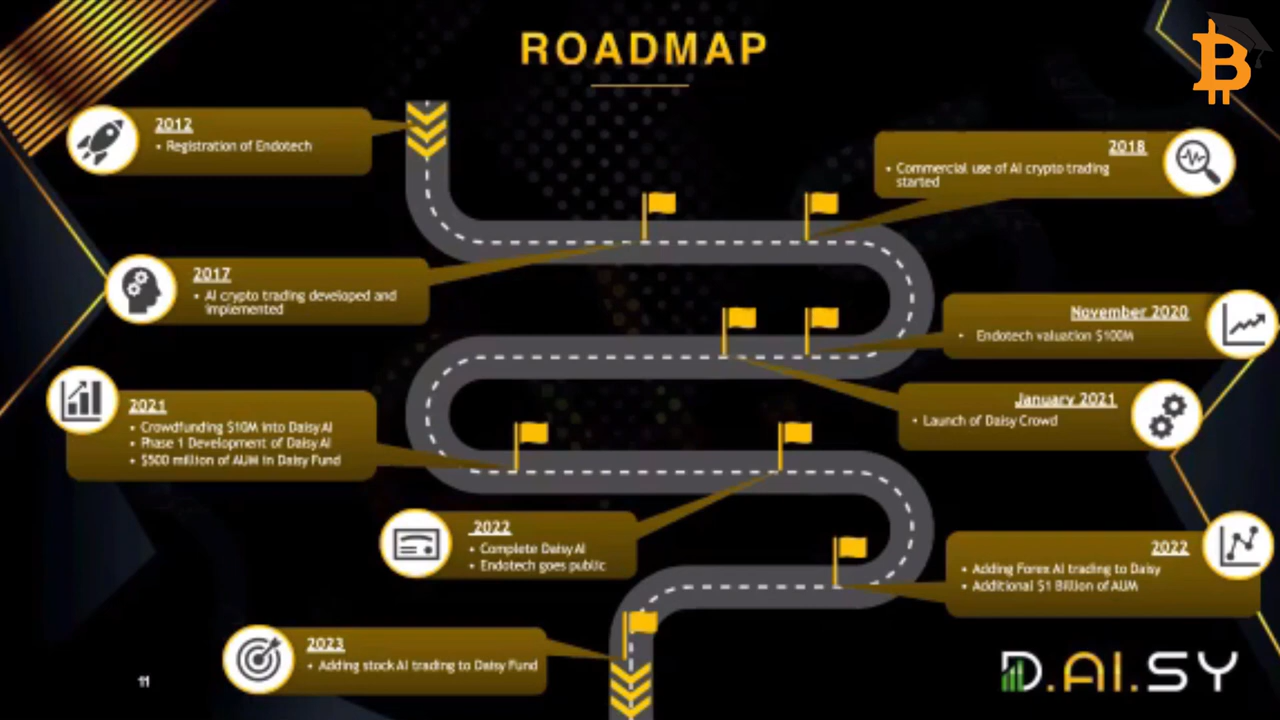 ROADMAP
2012
• Registration of Endotech
2018
• Commercial use of AI crypto trading
started
2017
• AI crypto trading developed and
implemented
November 2020
• Endotech valuation $100M
January 2021
• Launch of Daisy Crowd
2021
• Crowdfunding $10M into Daisy AI
• Phase 1 Development of Daisy AI
• $500 million of AUM in Daisy Fund
2022
• Complete Daisy AI
• Endotech goes public
2022
• Adding Forex AI trading to Daisy
• Additional $1 Billion of AUM
2023
• Adding stock AI trading to Daisy Fund
11
D.AI.SY